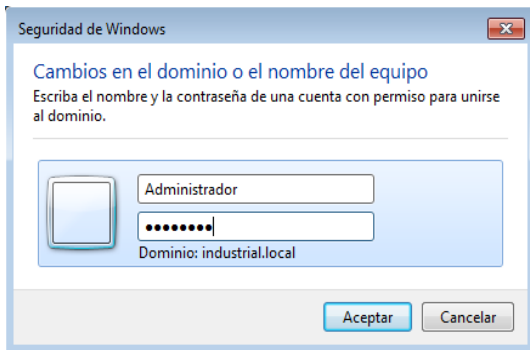 Seguridad de Windows
Cambios en el dominio o el nombre del equipo
Escriba el nombre y la contraseña de una cuenta con permiso para unirse
al dominio.
Administrador
●●●●●●●●
Dominio: industrial.local
Aceptar
Cancelar